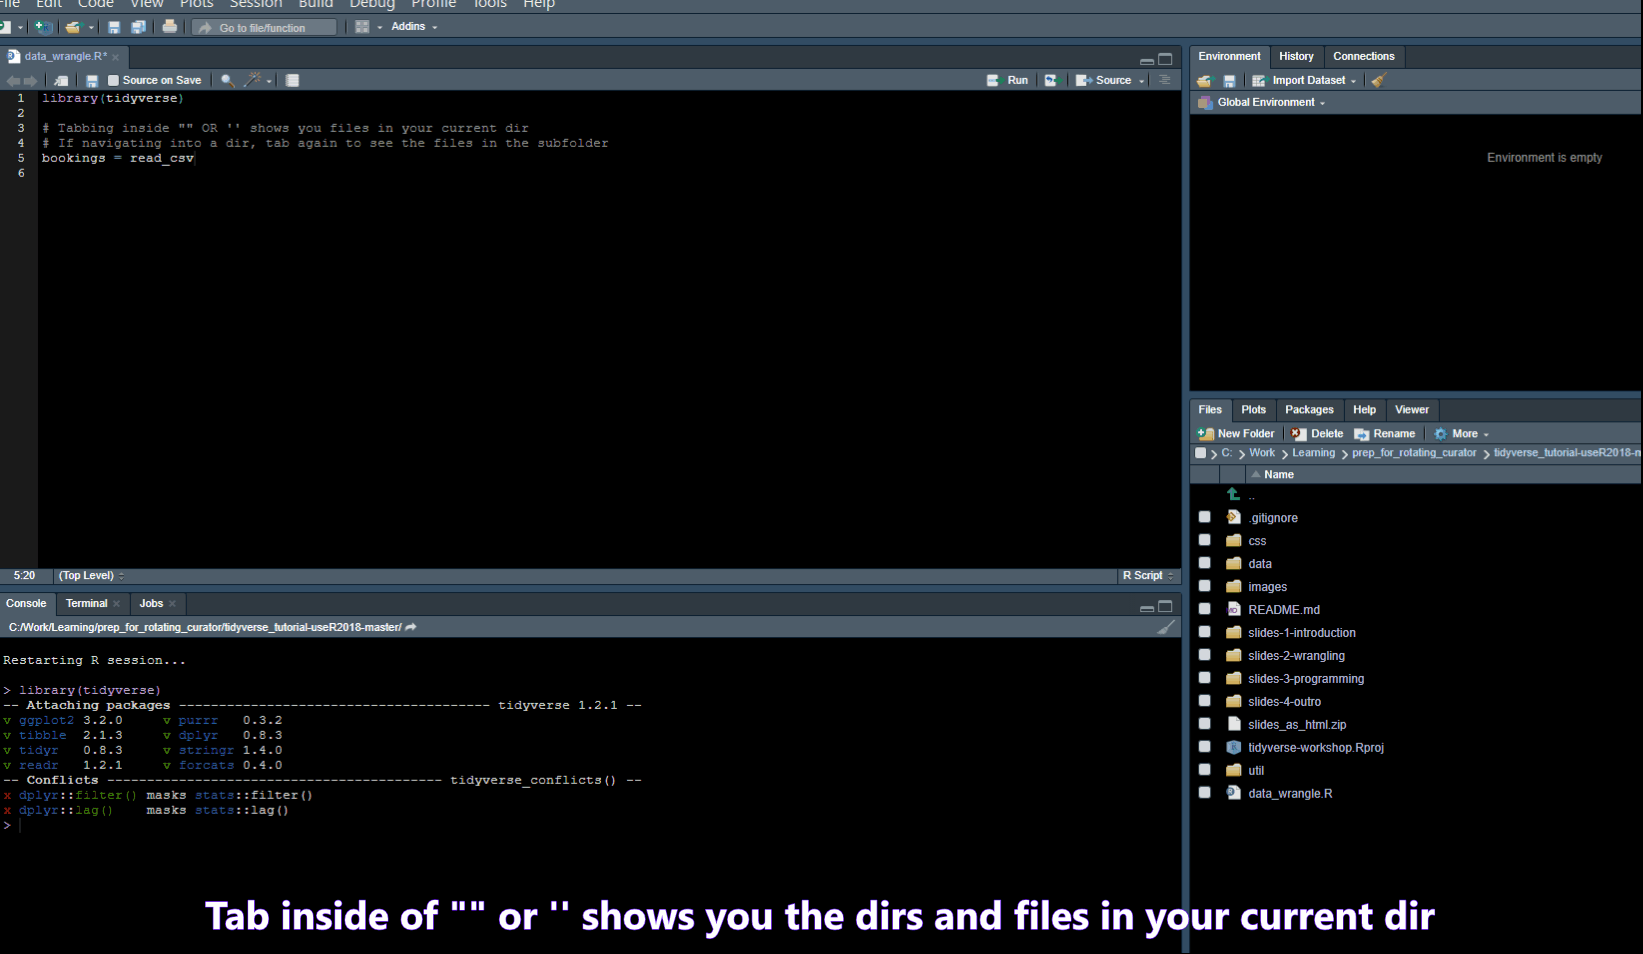 File Edit Code View Plots Session Build Debug Profile Tools Help
Go to file/function Addins
data_wrangle.R*
Source on Save Run Source
1 library(tidyverse)
2
3 # Tabbing inside "" OR '' shows you files in your current dir
4 # If navigating into a dir, tab again to see the files in the subfolder
5 bookings = read_csv
6
5:20 (Top Level) R Script
Console Terminal Jobs
C:/Work/Learning/prep_for_rotating_curator/tidyverse_tutorial-useR2018-master/
Restarting R session...
> library(tidyverse)
-- Attaching packages --------------------------------------- tidyverse 1.2.1 --
v ggplot2 3.2.0 v purrr 0.3.2
v tibble 2.1.3 v dplyr 0.8.3
v tidyr 0.8.3 v stringr 1.4.0
v readr 1.2.1 v forcats 0.4.0
-- Conflicts ------------------------------------------ tidyverse_conflicts() --
x dplyr::filter() masks stats::filter()
x dplyr::lag() masks stats::lag()
>
Environment History Connections
Import Dataset
Global Environment
Environment is empty
Files Plots Packages Help Viewer
New Folder Delete Rename More
C: Work Learning prep_for_rotating_curator tidyverse_tutorial-useR2018-m
Name
..
.gitignore
css
data
images
README.md
slides-1-introduction
slides-2-wrangling
slides-3-programming
slides-4-outro
slides_as_html.zip
tidyverse-workshop.Rproj
util
data_wrangle.R
Tab inside of "" or '' shows you the dirs and files in your current dir